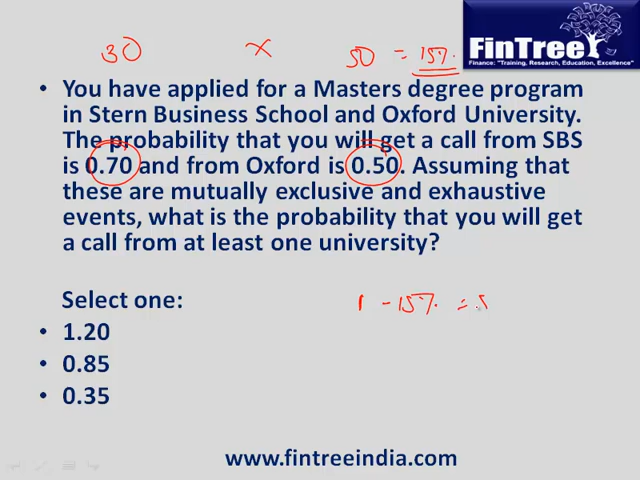 30 x 50 = 15%.
FinTree
Finance: "Training, Research, Education, Excellence"
• You have applied for a Masters degree program
in Stern Business School and Oxford University.
The probability that you will get a call from SBS
is 0.70 and from Oxford is 0.50. Assuming that
these are mutually exclusive and exhaustive
events, what is the probability that you will get
a call from at least one university?
Select one:
1 - 15% =
• 1.20
• 0.85
• 0.35
www.fintreeindia.com